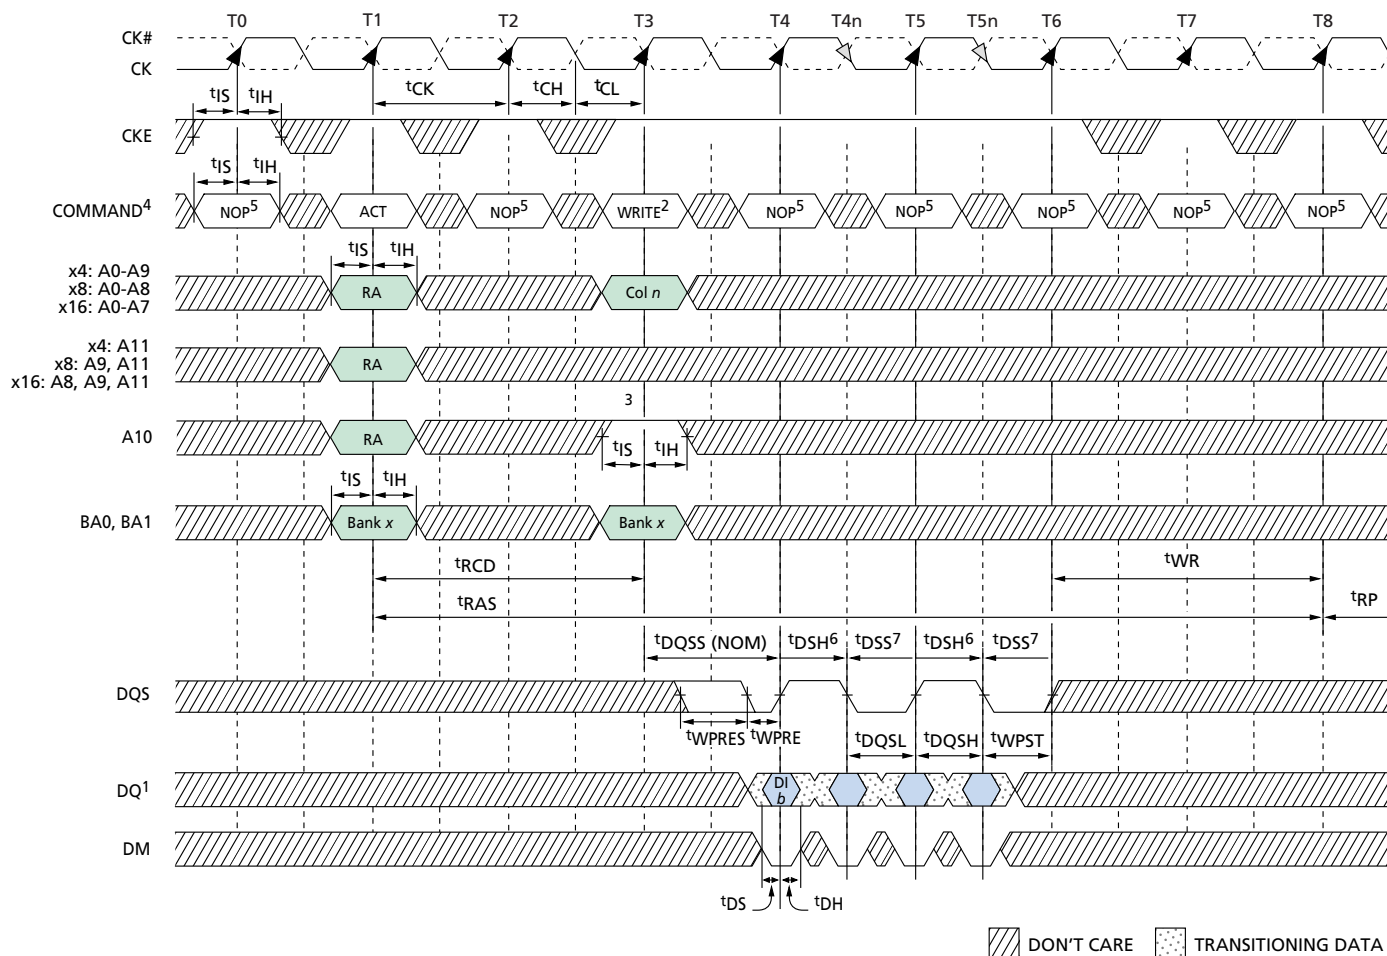 T0 T1 T2 T3 T4 T4n T5 T5n T6 T7 T8
CK#
CK
tIS tIH tCK tCH tCL
CKE
tIS tIH
COMMAND4 NOP5 ACT NOP5 WRITE2 NOP5 NOP5 NOP5 NOP5 NOP5
tIS tIH
x4: A0-A9
x8: A0-A8
x16: A0-A7
RA Col n
x4: A11
x8: A9, A11
x16: A8, A9, A11
RA
3
A10 RA
tIS tIH
tIS tIH
BA0, BA1 Bank x Bank x
tRCD tWR
tRAS tRP
tDQSS (NOM) tDSH6 tDSS7 tDSH6 tDSS7
DQS
tWPRES tWPRE tDQSL tDQSH tWPST
DQ1 DI
b
DM
tDS tDH
DON'T CARE TRANSITIONING DATA